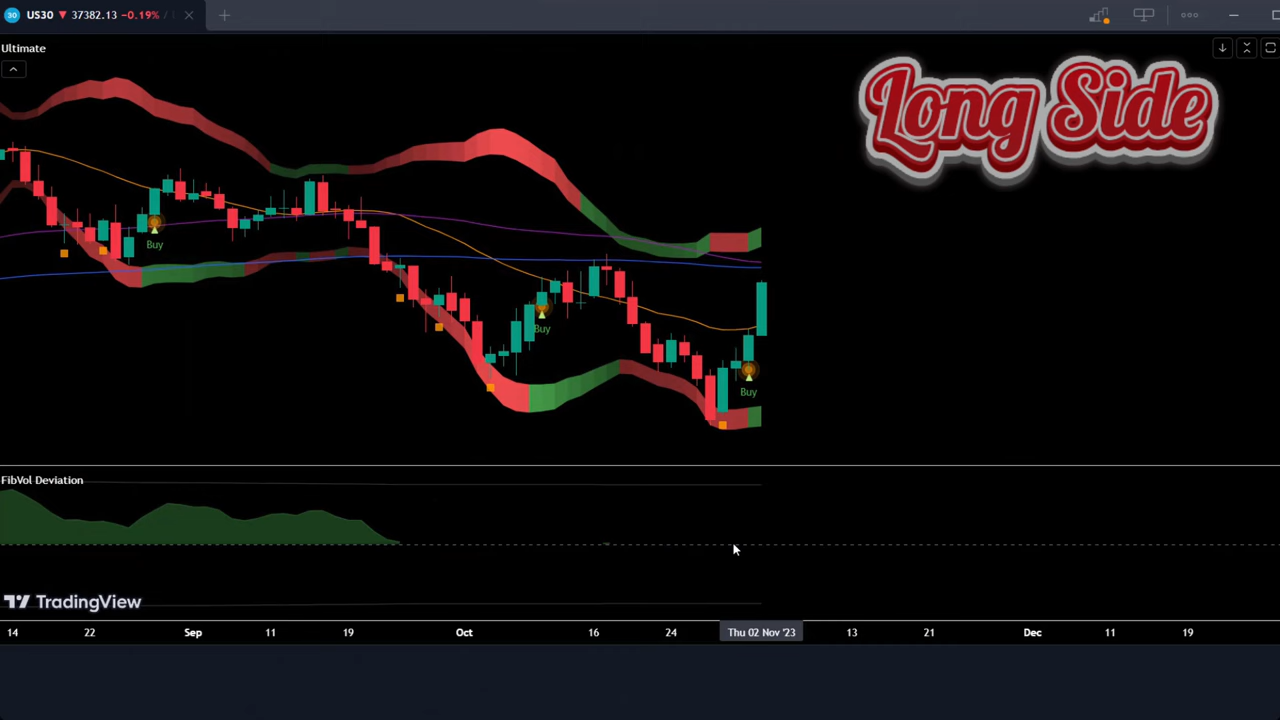 US30 37382.13 −0.19%
Ultimate
Long Side
Buy
Buy
Buy
FibVol Deviation
TradingView
14 22 Sep 11 19 Oct 16 24 Thu 02 Nov '23 13 21 Dec 11 19